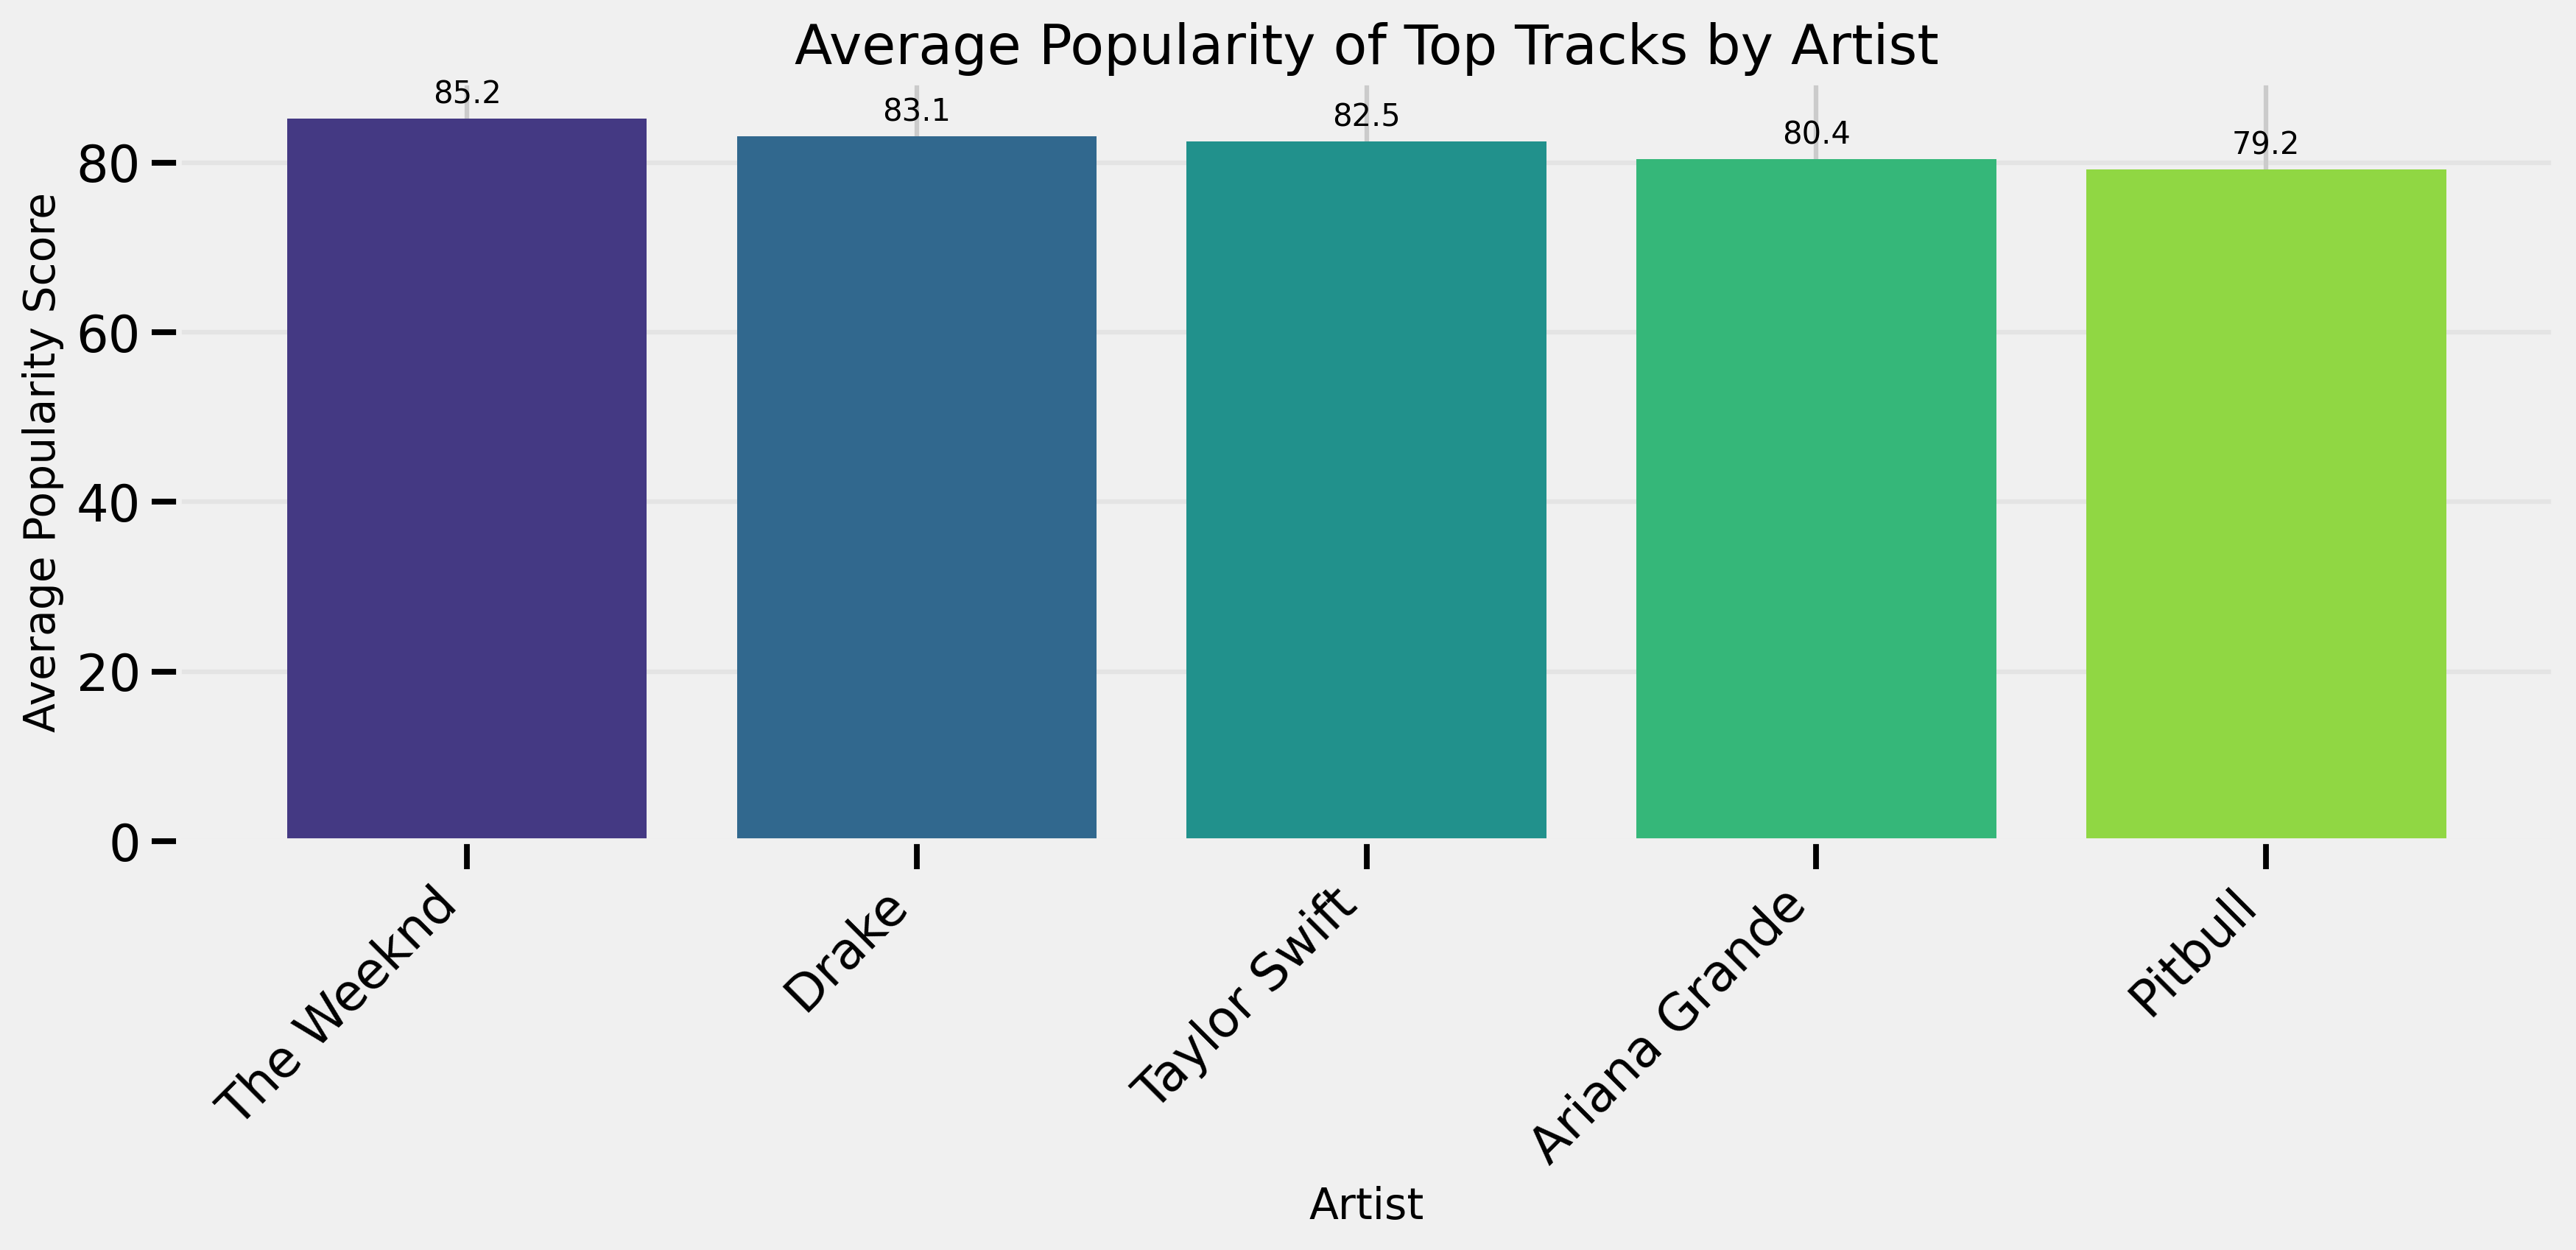 Average Popularity of Top Tracks by Artist
85.2
83.1
82.5
80.4
79.2
Average Popularity Score
80
60
40
20
0
The Weeknd
Drake
Taylor Swift
Ariana Grande
Pitbull
Artist